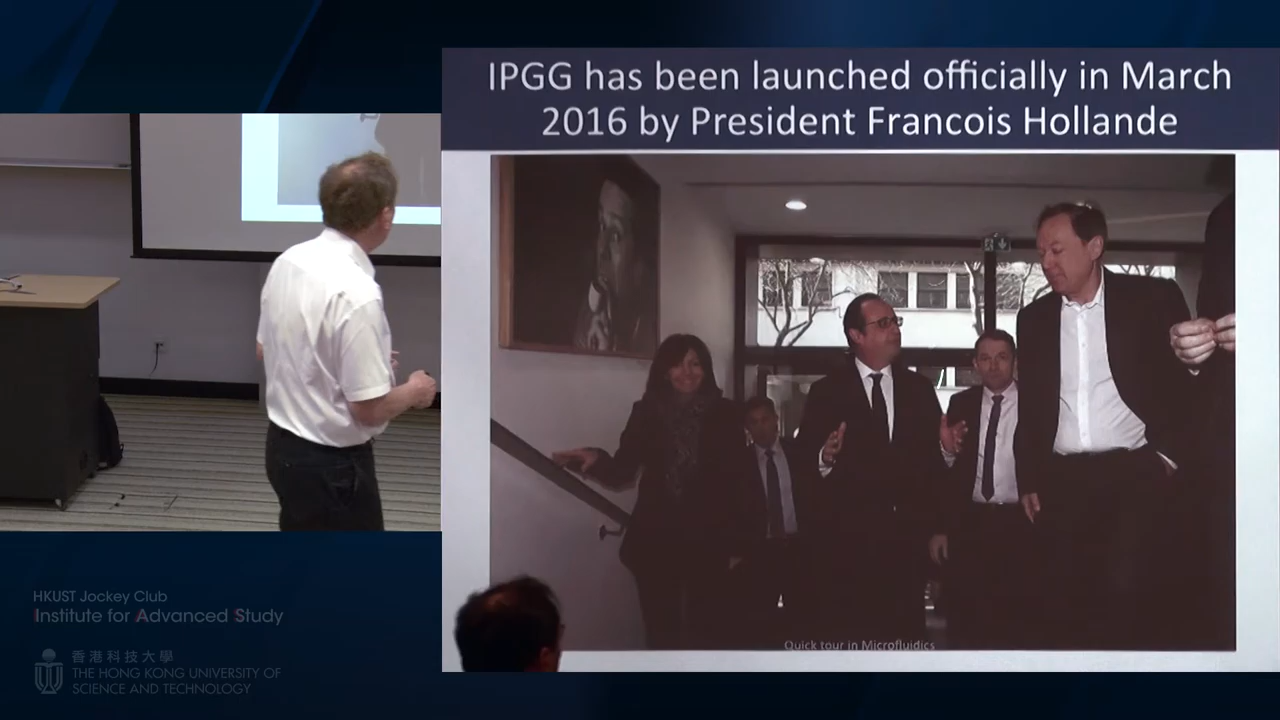 IPGG has been launched officially in March
2016 by President Francois Hollande
Quick tour in Microfluidics
HKUST Jockey Club
Institute for Advanced Study
香港科技大學
THE HONG KONG UNIVERSITY OF
SCIENCE AND TECHNOLOGY